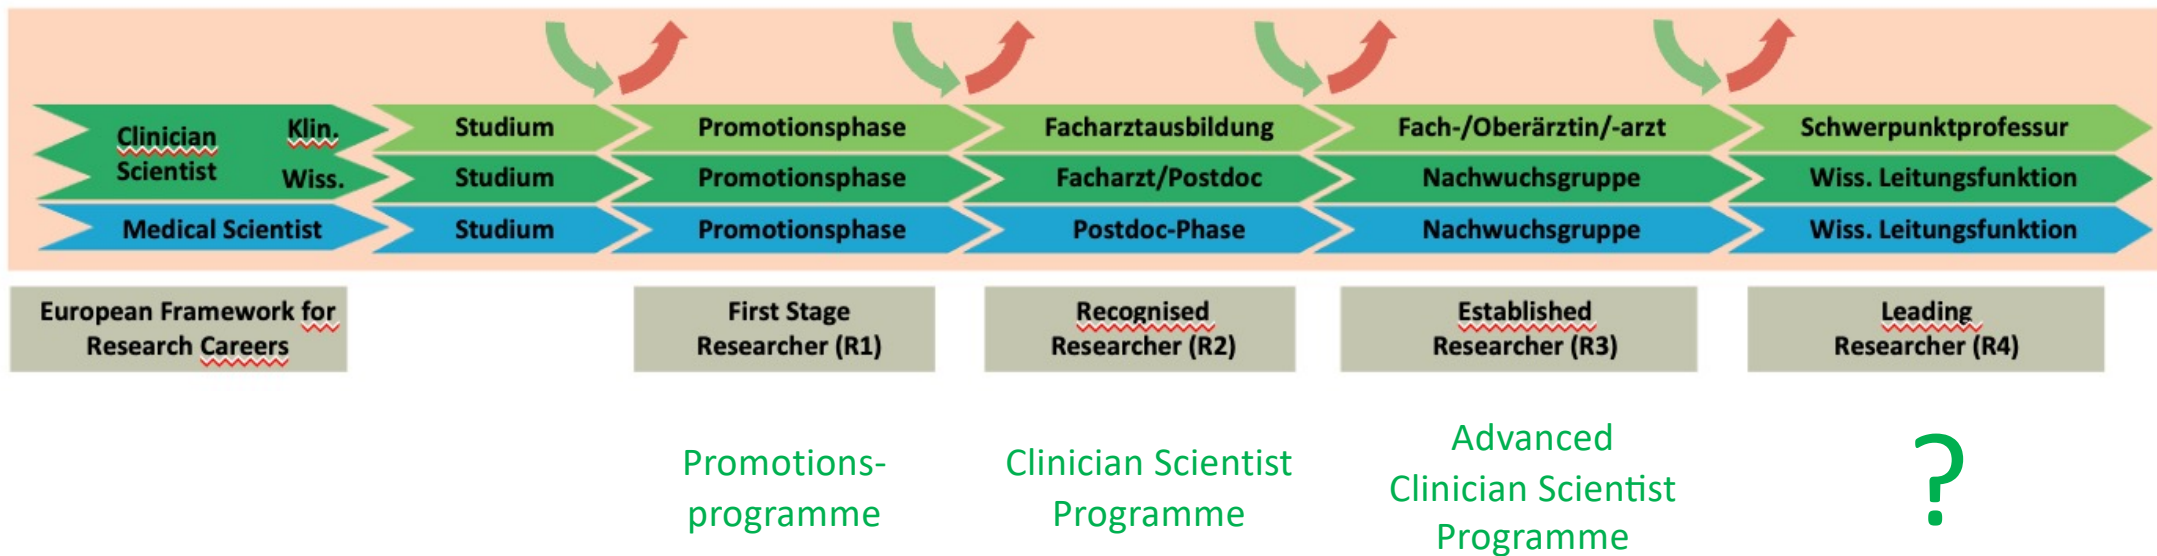 Clinician
Scientist
Klin.
Wiss.
Studium
Promotionsphase
Facharztausbildung
Fach-/Oberärztin/-arzt
Schwerpunktprofessur
Studium
Promotionsphase
Facharzt/Postdoc
Nachwuchsgruppe
Wiss. Leitungsfunktion
Medical Scientist
Studium
Promotionsphase
Postdoc-Phase
Nachwuchsgruppe
Wiss. Leitungsfunktion
European Framework for
Research Careers
First Stage
Researcher (R1)
Recognised
Researcher (R2)
Established
Researcher (R3)
Leading
Researcher (R4)
Promotions-
programme
Clinician Scientist
Programme
Advanced
Clinician Scientist
Programme
?